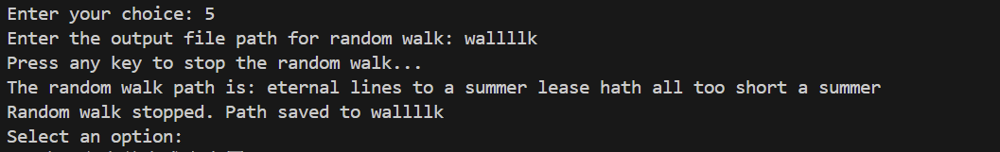 Enter your choice: 5
Enter the output file path for random walk: wallllk
Press any key to stop the random walk...
The random walk path is: eternal lines to a summer lease hath all too short a summer
Random walk stopped. Path saved to wallllk
Select an option: